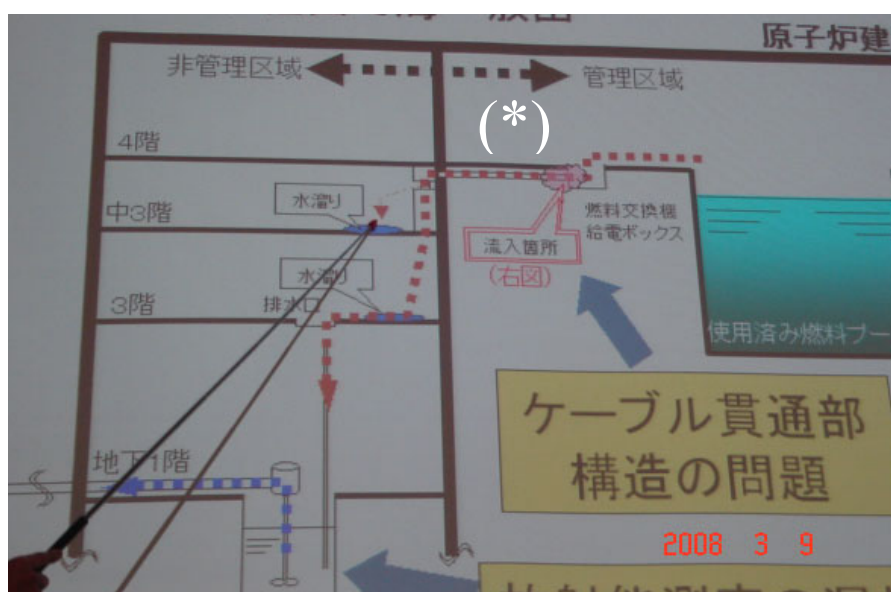 放出
原子炉建
非管理区域
管理区域
(*)
4階
水溜り
中3階
燃料交換機
給電ボックス
流入箇所
(右図)
水溜り
3階
排水口
使用済み燃料プー
ケーブル貫通部
構造の問題
地下1階
2008 3 9